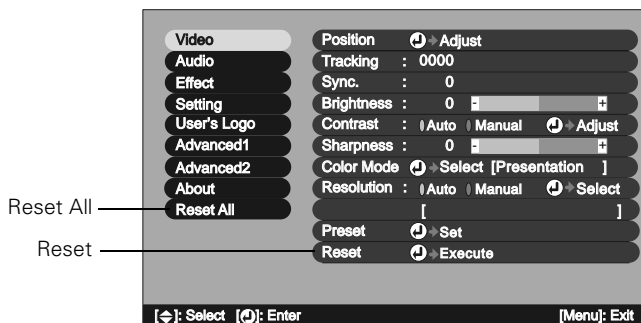 Video
Audio
Effect
Setting
User's Logo
Advanced1
Advanced2
About
Reset All
Position Adjust
Tracking : 0000
Sync. : 0
Brightness : 0 - +
Contrast : Auto Manual Adjust
Sharpness : 0 - +
Color Mode Select [Presentation ]
Resolution : Auto Manual Select
[ ]
Preset Set
Reset Execute
Reset All
Reset
[ ]: Select [ ]: Enter [Menu]: Exit